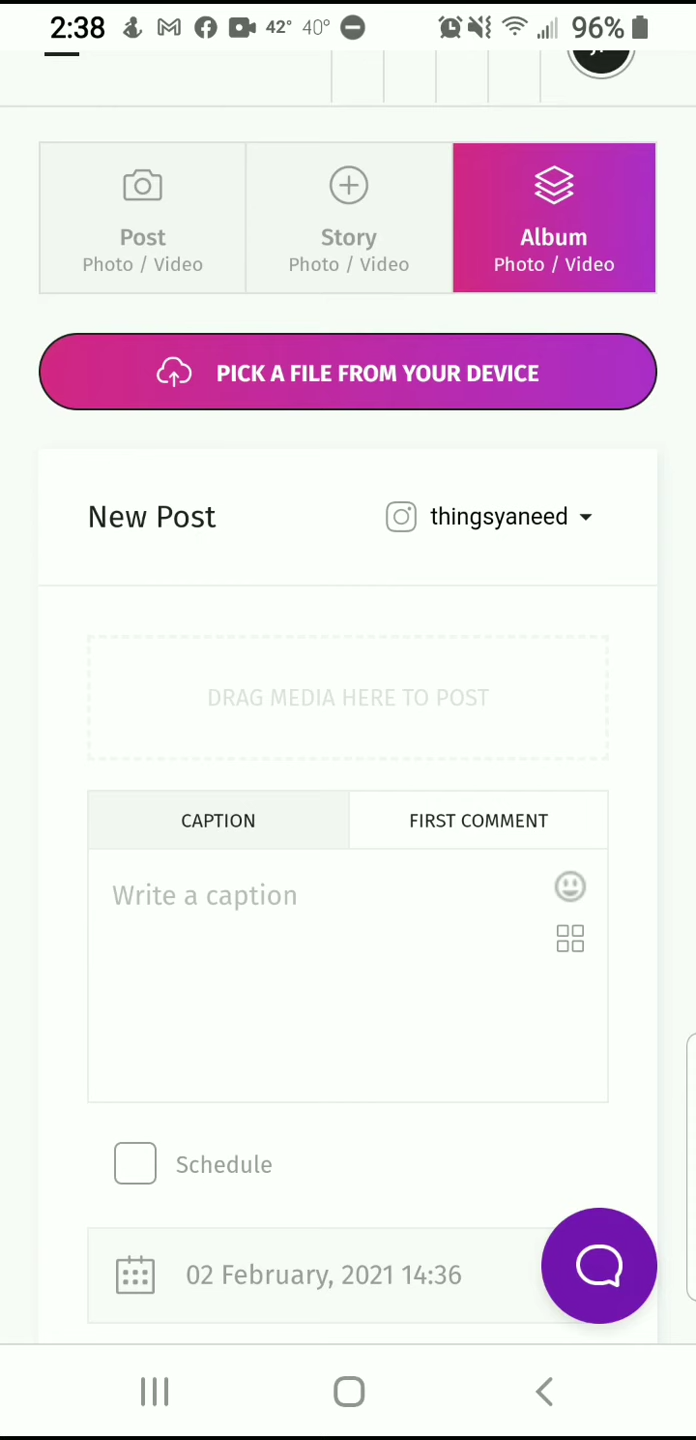 2:38 42° 40° 96%
Post Story Album
Photo / Video Photo / Video Photo / Video
PICK A FILE FROM YOUR DEVICE
New Post thingsyaneed
DRAG MEDIA HERE TO POST
CAPTION FIRST COMMENT
Write a caption
Schedule
02 February, 2021 14:36